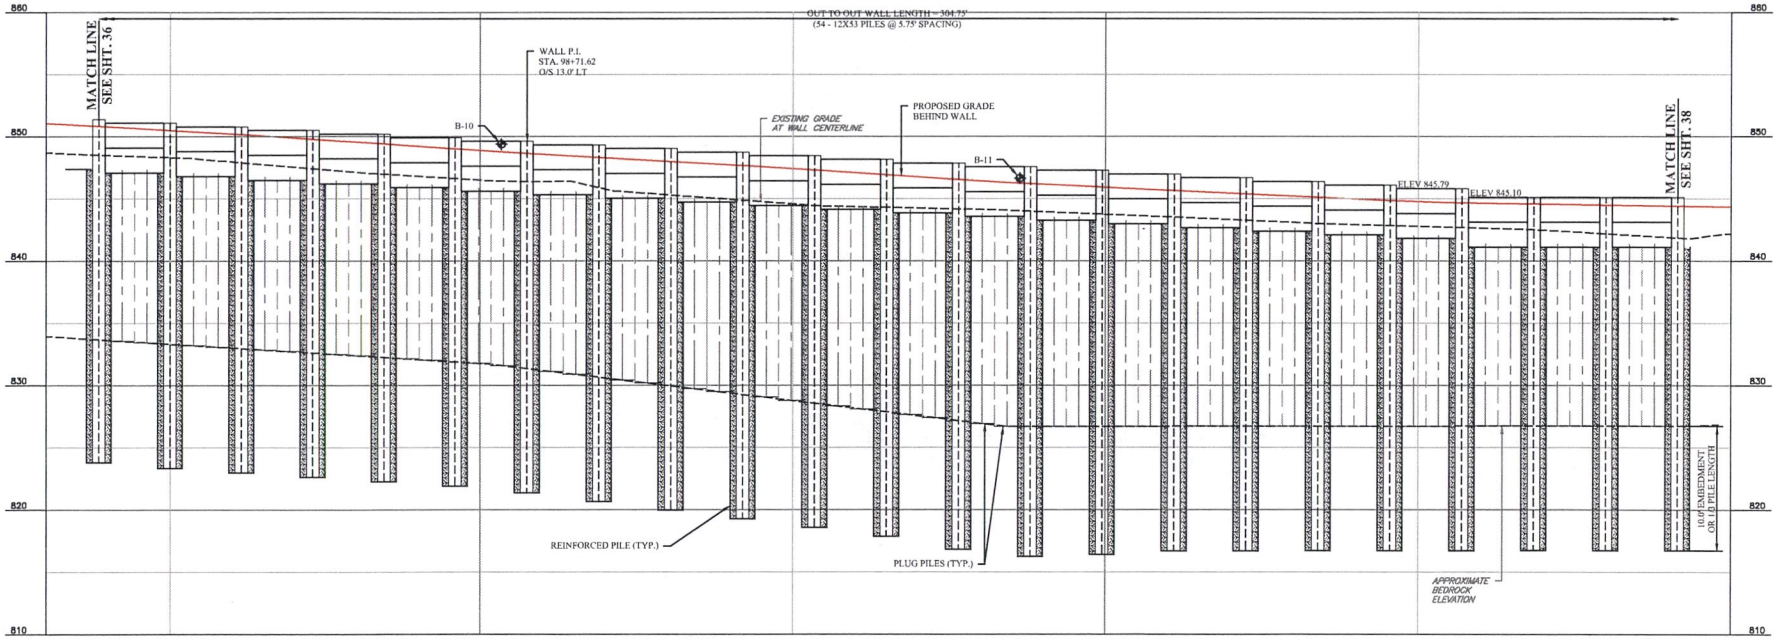 860
OUT TO OUT WALL LENGTH = 304.75'
860
(54 - 12X53 PILES @ 5.75' SPACING)
MATCH LINE
SEE SHT. 36
WALL P.I.
STA. 98+71.62
O/S 13.0' LT
MATCH LINE
SEE SHT. 38
PROPOSED GRADE
BEHIND WALL
EXISTING GRADE
AT WALL CENTERLINE
B-10
850
850
B-11
ELEV 845.79
ELEV 845.10
840
840
830
830
10.0' EMBEDMENT
OR 1/3 PILE LENGTH
820
820
REINFORCED PILE (TYP.)
PLUG PILES (TYP.)
APPROXIMATE
BEDROCK
ELEVATION
810
810